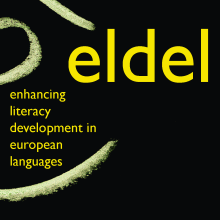 eldel
enhancing
literacy
development in
european
languages